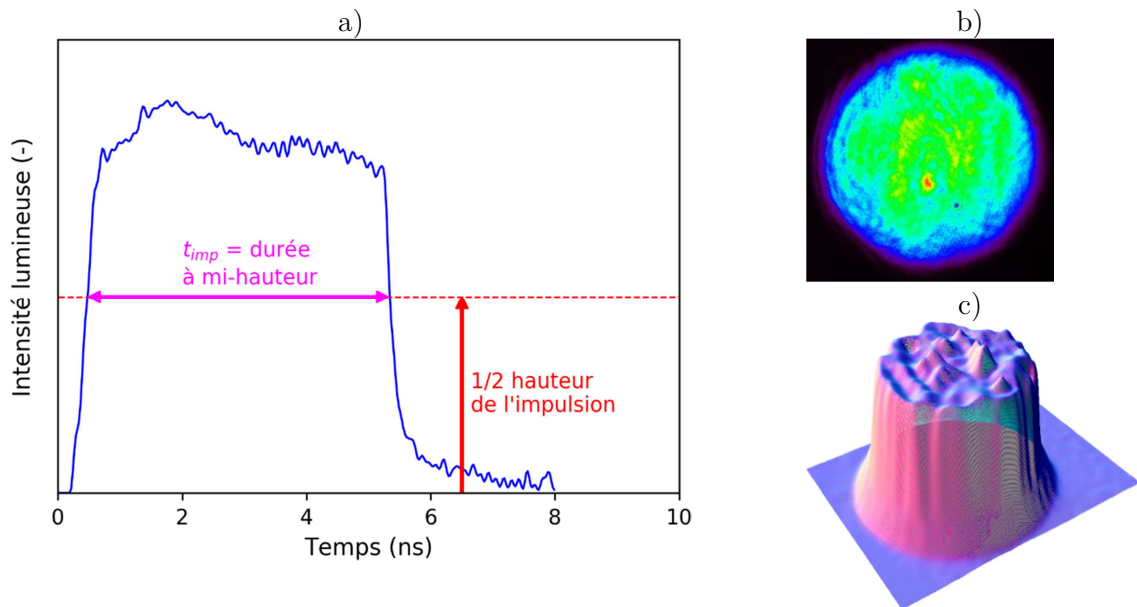 a)
Intensité lumineuse (-)
t_imp = durée
à mi-hauteur
1/2 hauteur
de l'impulsion
0 2 4 6 8 10
Temps (ns)
b)
c)